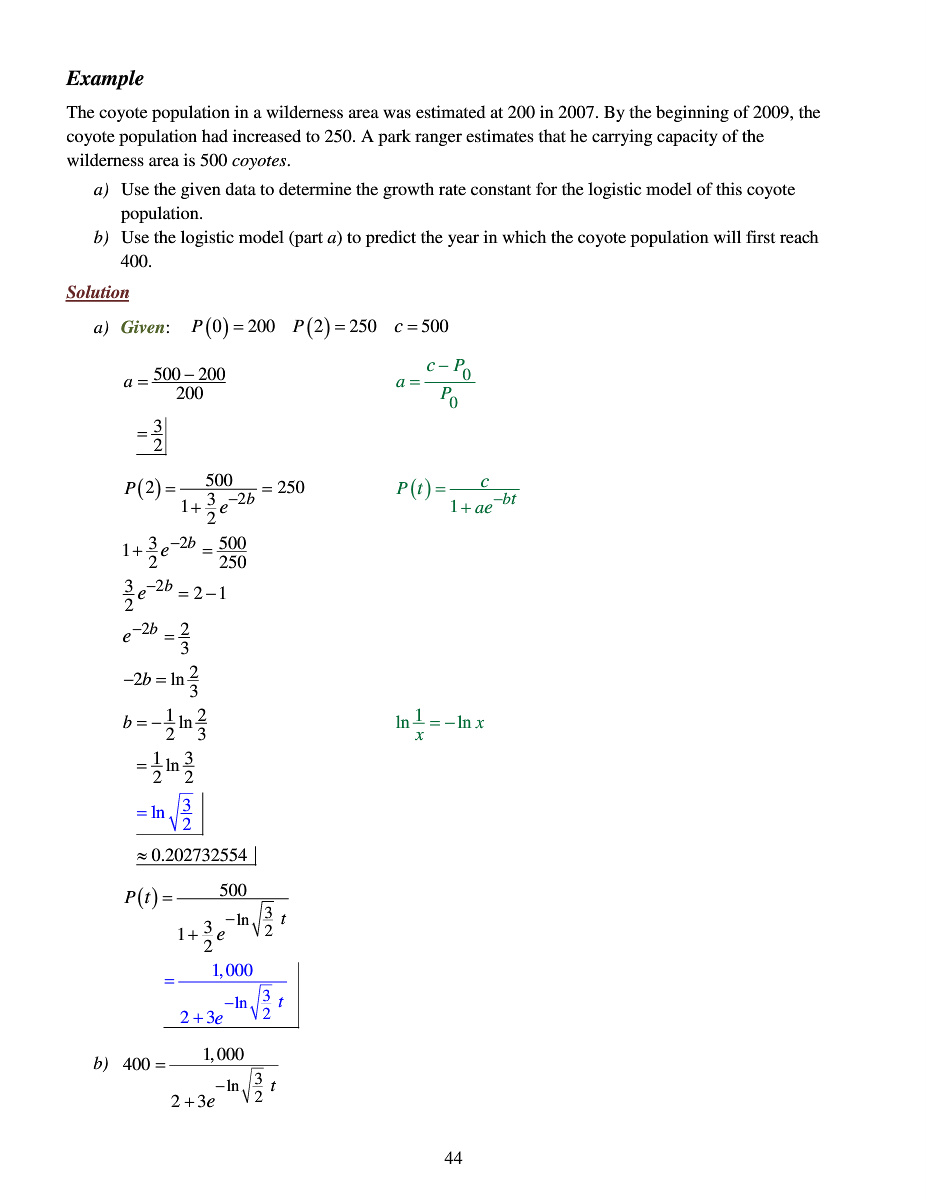 Example
The coyote population in a wilderness area was estimated at 200 in 2007. By the beginning of 2009, the
coyote population had increased to 250. A park ranger estimates that he carrying capacity of the
wilderness area is 500 coyotes.
a) Use the given data to determine the growth rate constant for the logistic model of this coyote
population.
b) Use the logistic model (part a) to predict the year in which the coyote population will first reach
400.
Solution
a) Given: P(0) = 200 P(2) = 250 c = 500
a = \frac{500 − 200}{200} a = \frac{c − P_0}{P_0}
= \frac{3}{2}
P(2) = \frac{500}{1 + \frac{3}{2} e^{−2b}} = 250 P(t) = \frac{c}{1 + ae^{−bt}}
1 + \frac{3}{2} e^{−2b} = \frac{500}{250}
\frac{3}{2} e^{−2b} = 2 − 1
e^{−2b} = \frac{2}{3}
−2b = ln \frac{2}{3}
b = −\frac{1}{2} ln \frac{2}{3} ln \frac{1}{x} = −ln x
= \frac{1}{2} ln \frac{3}{2}
= ln \sqrt{\frac{3}{2}}
≈ 0.202732554
P(t) = \frac{500}{1 + \frac{3}{2} e^{−ln \sqrt{\frac{3}{2}} t}}
= \frac{1,000}{2 + 3e^{−ln \sqrt{\frac{3}{2}} t}}
b) 400 = \frac{1,000}{2 + 3e^{−ln \sqrt{\frac{3}{2}} t}}
44